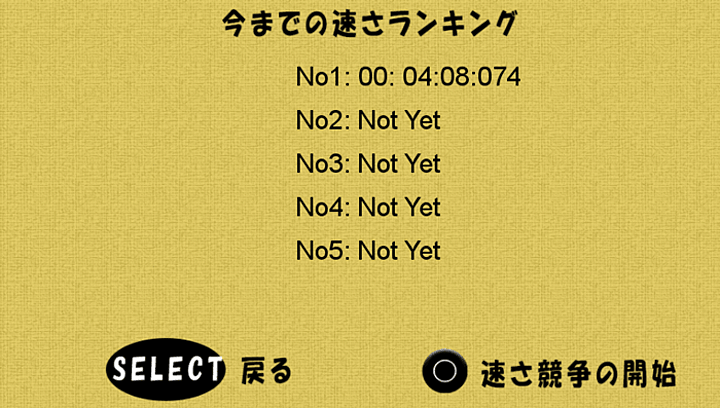 今までの速さランキング
No1: 00: 04:08:074
No2: Not Yet
No3: Not Yet
No4: Not Yet
No5: Not Yet
SELECT 戻る
速さ競争の開始